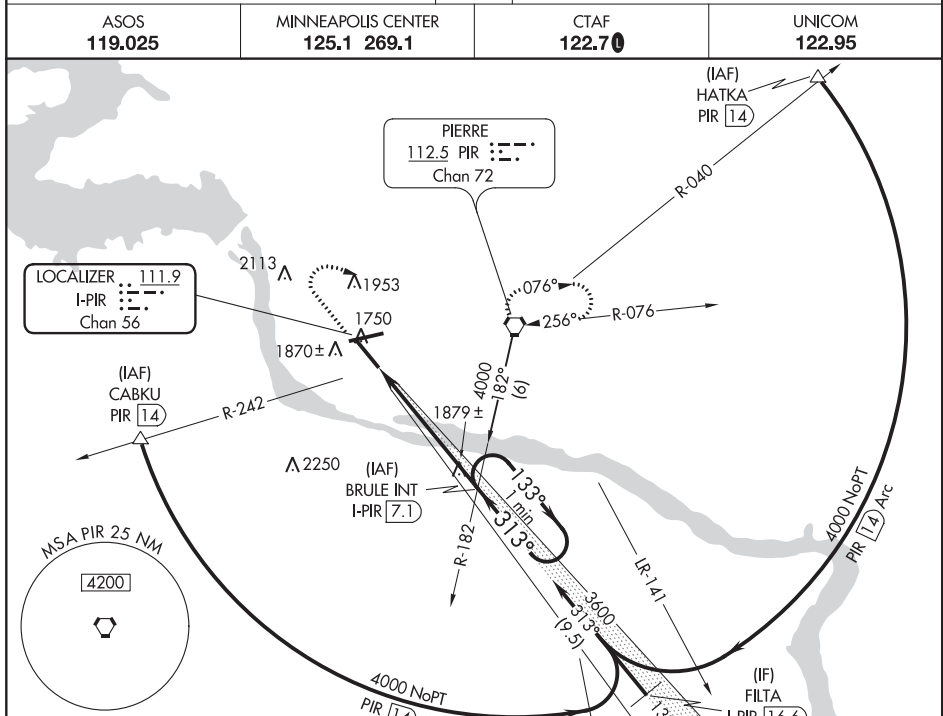 ASOS
119.025
MINNEAPOLIS CENTER
125.1 269.1
CTAF
122.7 L
UNICOM
122.95
(IAF)
HATKA
PIR 14
PIERRE
112.5 PIR
Chan 72
R-040
LOCALIZER 111.9
I-PIR
Chan 56
2113
1953
076°
256°
R-076
1750
1870±
4000
182°
(6)
(IAF)
CABKU
PIR 14
R-242
1879±
2250
(IAF)
BRULE INT
I-PIR 7.1
133°
1 min
313°
R-182
4000 NoPT
PIR 14 Arc
LR-141
MSA PIR 25 NM
4200
3600
313°
(9.5)
4000 NoPT
PIR 14
(IF)
FILTA
I-PIR 16.6